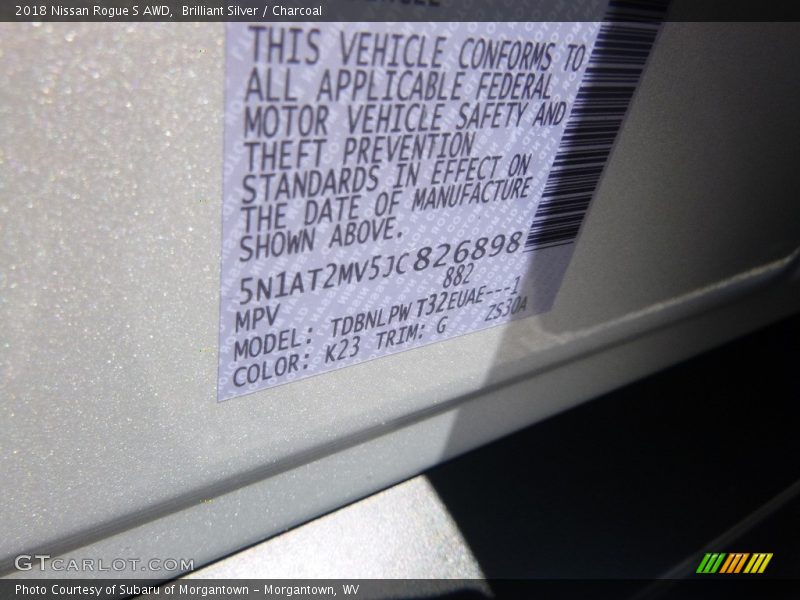 2018 Nissan Rogue S AWD, Brilliant Silver / Charcoal
THIS VEHICLE CONFORMS TO
ALL APPLICABLE FEDERAL
MOTOR VEHICLE SAFETY AND
THEFT PREVENTION
STANDARDS IN EFFECT ON
THE DATE OF MANUFACTURE
SHOWN ABOVE.
5N1AT2MV5JC826898
MPV 882
MODEL: TDBNLPW T32EUAE---1
COLOR: K23 TRIM: G ZS30A
GTCARLOT.COM
Photo Courtesy of Subaru of Morgantown - Morgantown, WV